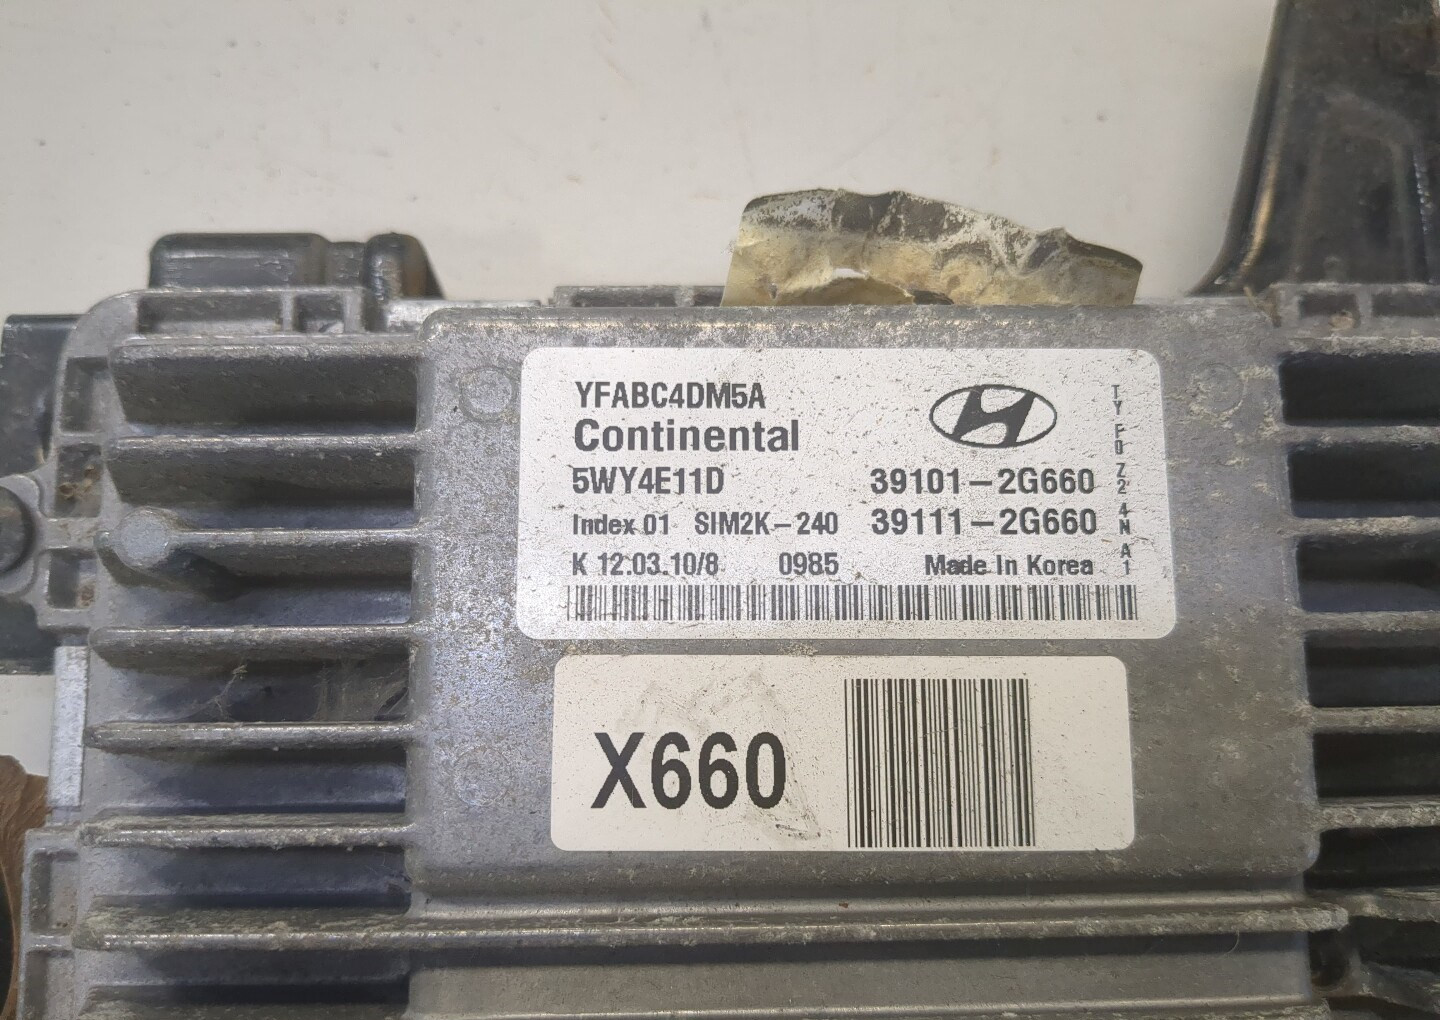 YFABC4DM5A
Continental
5WY4E11D 39101-2G660
Index 01 SIM2K-240 39111-2G660
K 12.03.10/8 0985 Made In Korea
TYF0Z24NA1
X660